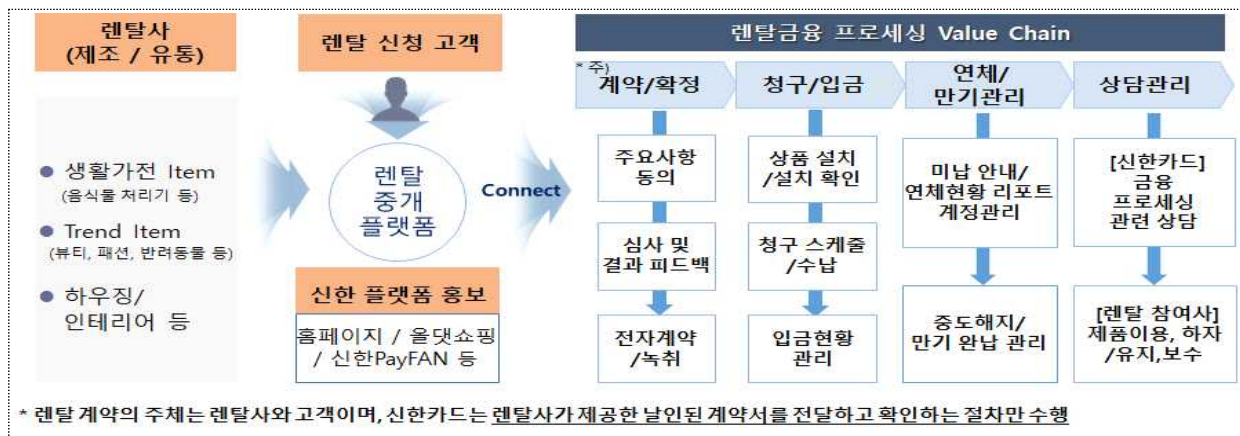 렌탈사
(제조 / 유통)
● 생활가전 Item
(음식물 처리기 등)
● Trend Item
(뷰티, 패션, 반려동물 등)
● 하우징/
인테리어 등
렌탈 신청 고객
렌탈
중개
플랫폼
Connect
신한 플랫폼 홍보
홈페이지 / 올댓쇼핑
/ 신한PayFAN 등
렌탈금융 프로세싱 Value Chain
* 주)
계약/확정
주요사항
동의
심사 및
결과 피드백
전자계약
/녹취
청구/입금
상품 설치
/설치 확인
청구 스케줄
/수납
입금현황
관리
연체/
만기관리
미납 안내/
연체현황 리포트
계정관리
중도해지/
만기 완납 관리
상담관리
[신한카드]
금융
프로세싱
관련 상담
[렌탈 참여사]
제품이용, 하자
/유지,보수
* 렌탈 계약의 주체는 렌탈사와 고객이며, 신한카드는 렌탈사가 제공한 날인된 계약서를 전달하고 확인하는 절차만 수행